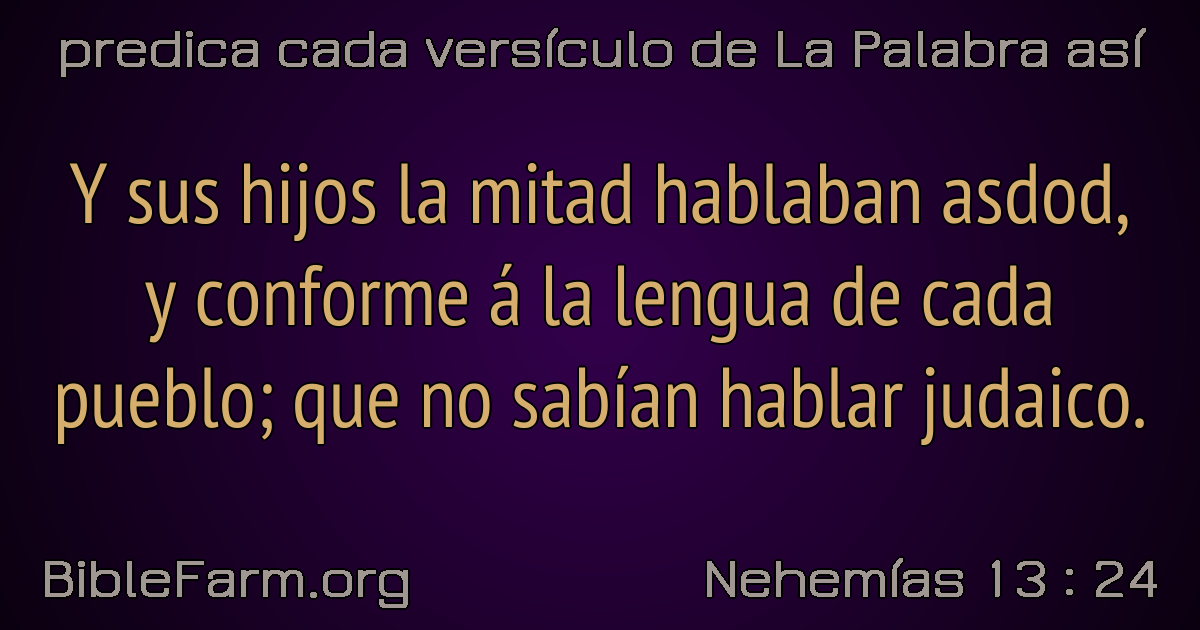 predica cada versículo de La Palabra así
Y sus hijos la mitad hablaban asdod,
y conforme á la lengua de cada
pueblo; que no sabían hablar judaico.
BibleFarm.org
Nehemías 13 : 24